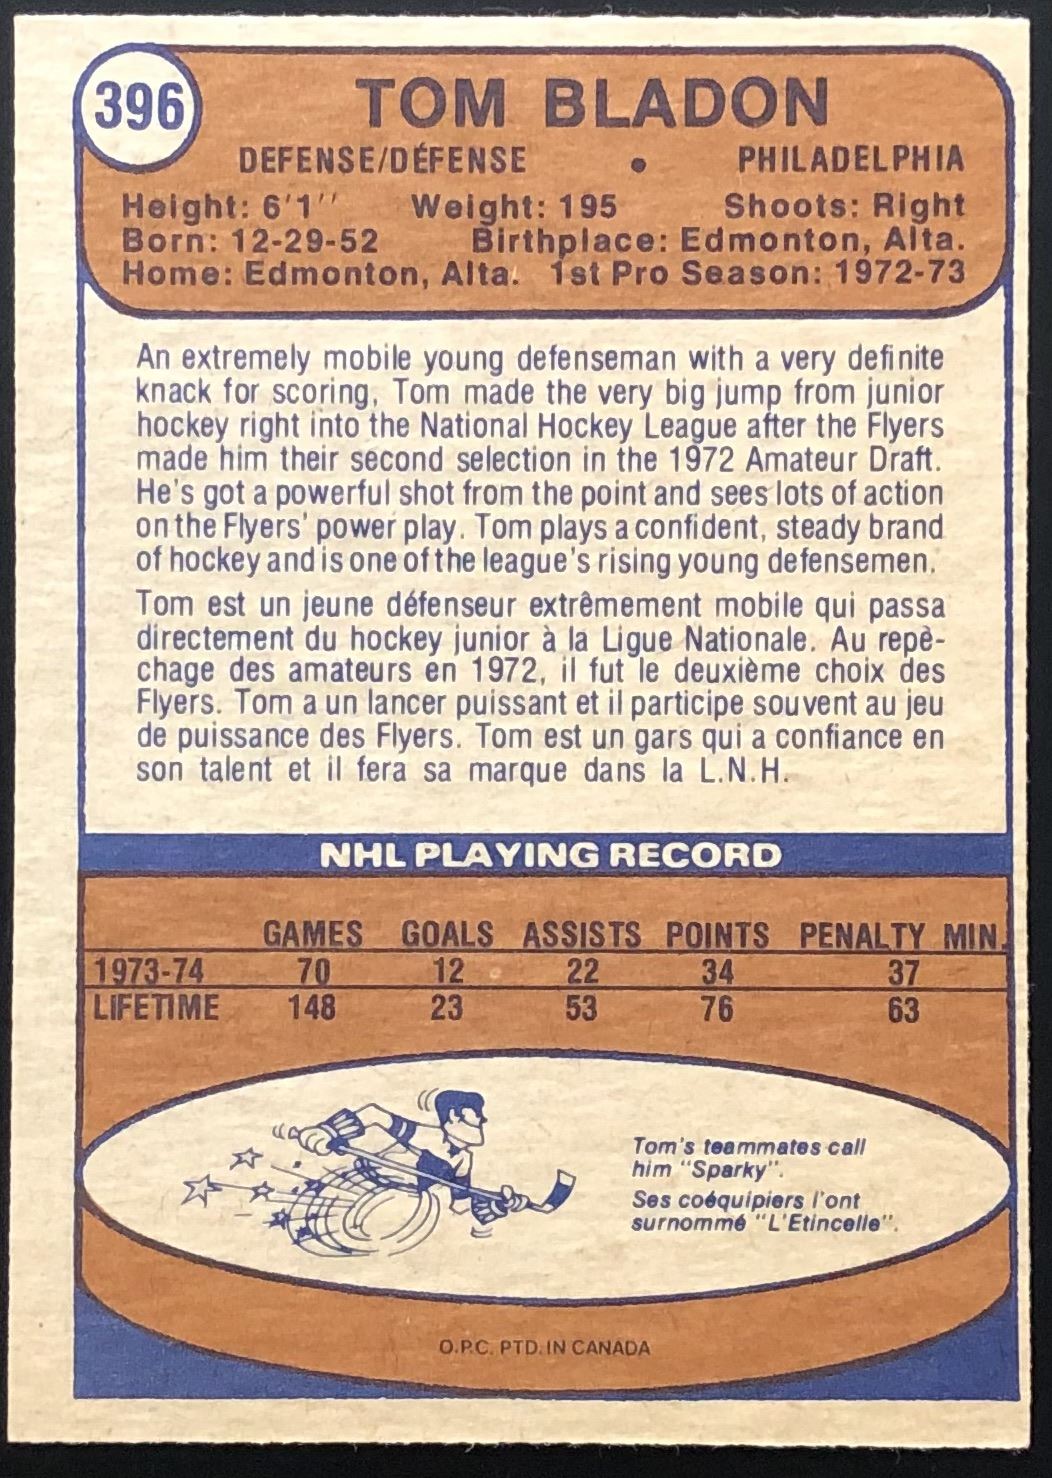 396
TOM BLADON
DEFENSE/DÉFENSE • PHILADELPHIA
Height: 6'1'' Weight: 195 Shoots: Right
Born: 12-29-52 Birthplace: Edmonton, Alta.
Home: Edmonton, Alta. 1st Pro Season: 1972-73
An extremely mobile young defenseman with a very definite
knack for scoring, Tom made the very big jump from junior
hockey right into the National Hockey League after the Flyers
made him their second selection in the 1972 Amateur Draft.
He's got a powerful shot from the point and sees lots of action
on the Flyers' power play. Tom plays a confident, steady brand
of hockey and is one of the league's rising young defensemen.
Tom est un jeune défenseur extrêmement mobile qui passa
directement du hockey junior à la Ligue Nationale. Au repê-
chage des amateurs en 1972, il fut le deuxième choix des
Flyers. Tom a un lancer puissant et il participe souvent au jeu
de puissance des Flyers. Tom est un gars qui a confiance en
son talent et il fera sa marque dans la L.N.H.
NHL PLAYING RECORD
GAMES GOALS ASSISTS POINTS PENALTY MIN.
1973-74 70 12 22 34 37
LIFETIME 148 23 53 76 63
Tom's teammates call
him "Sparky".
Ses coéquipiers l'ont
surnommé "L'Etincelle".
O.P.C. PTD. IN CANADA